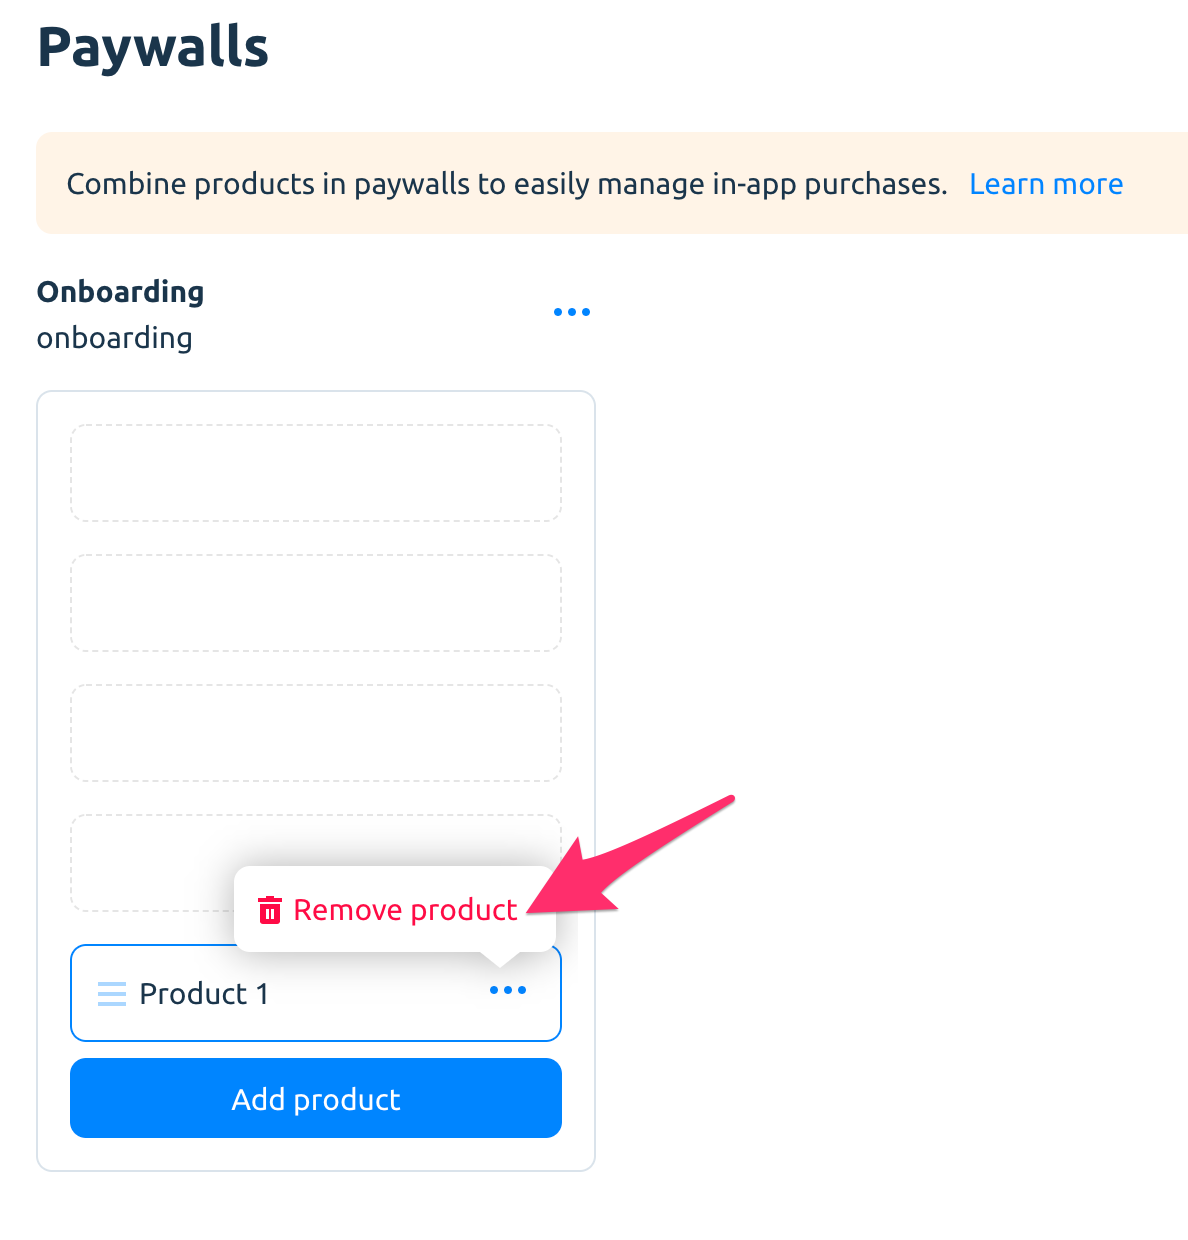 Paywalls
Combine products in paywalls to easily manage in-app purchases. Learn more
Onboarding
onboarding
Remove product
Product 1
Add product